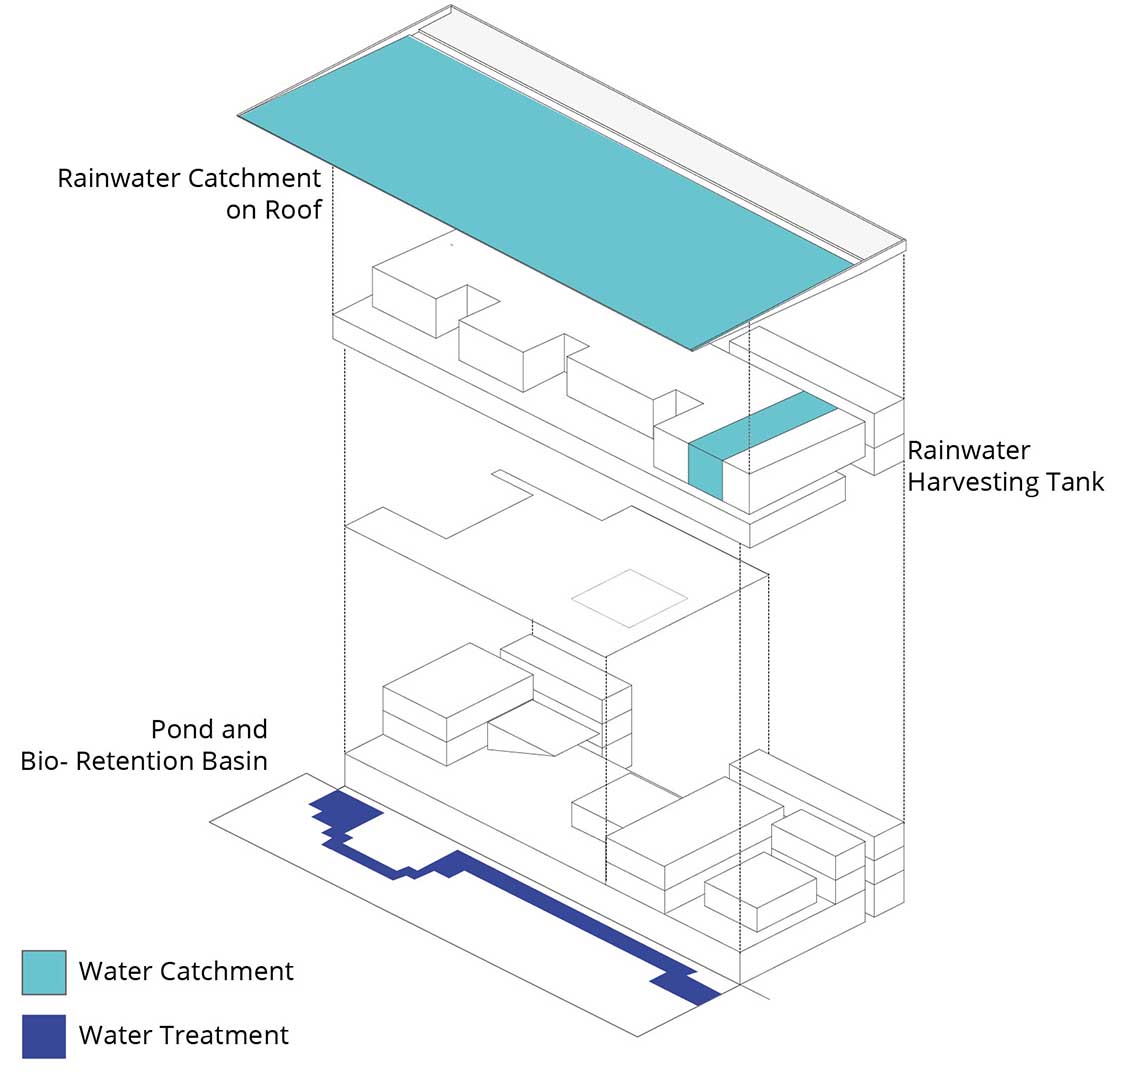 Rainwater Catchment
on Roof
Rainwater
Harvesting Tank
Pond and
Bio- Retention Basin
Water Catchment
Water Treatment